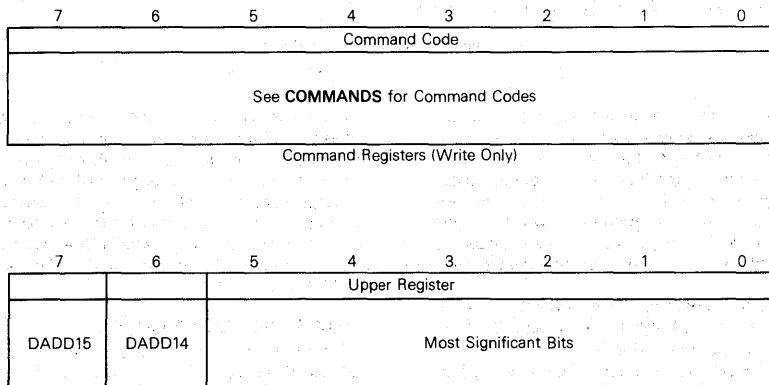 7 6 5 4 3 2 1 0
Command Code
See COMMANDS for Command Codes
Command Registers (Write Only)
7 6 5 4 3 2 1 0
Upper Register
DADD15 DADD14 Most Significant Bits